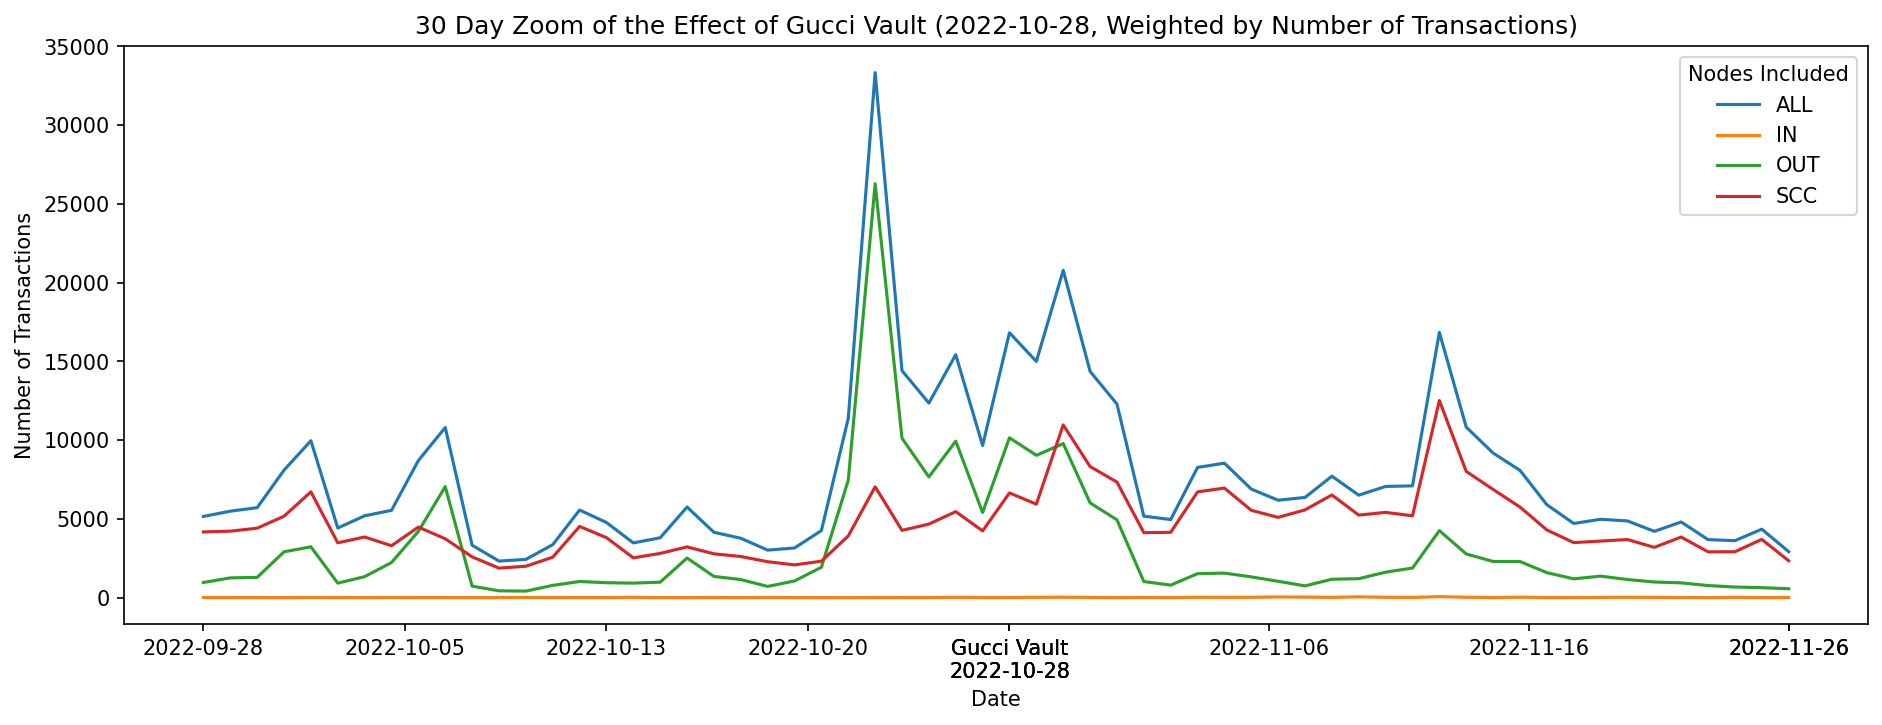 30 Day Zoom of the Effect of Gucci Vault (2022-10-28, Weighted by Number of Transactions)
Number of Transactions
35000
30000
25000
20000
15000
10000
5000
0
Nodes Included
ALL
IN
OUT
SCC
2022-09-28
2022-10-05
2022-10-13
2022-10-20
Gucci Vault
2022-10-28
2022-11-06
2022-11-16
2022-11-26
Date